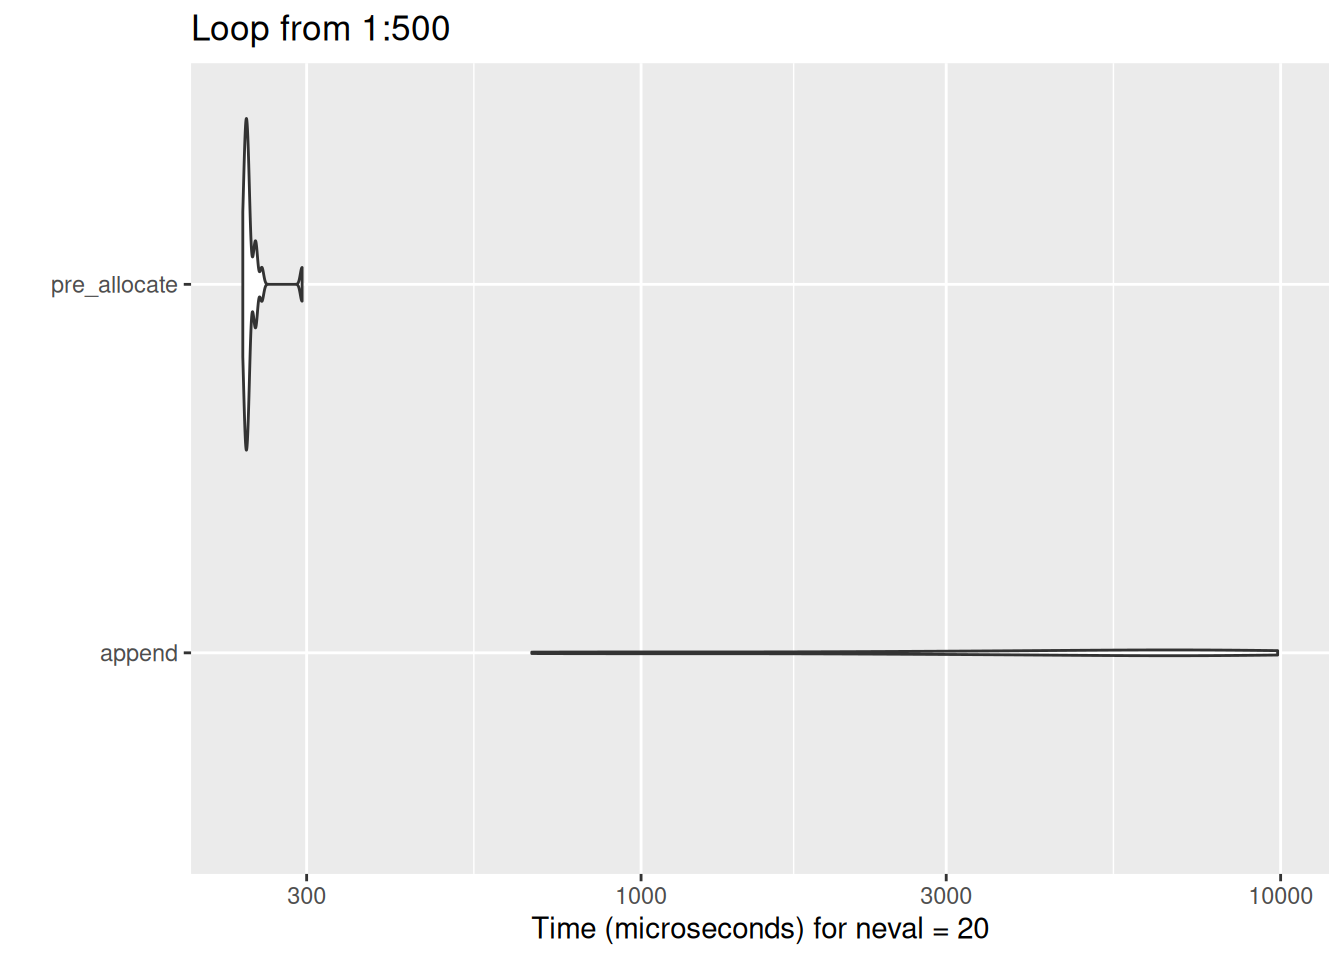 Loop from 1:500
pre_allocate
append
300 1000 3000 10000
Time (microseconds) for neval = 20